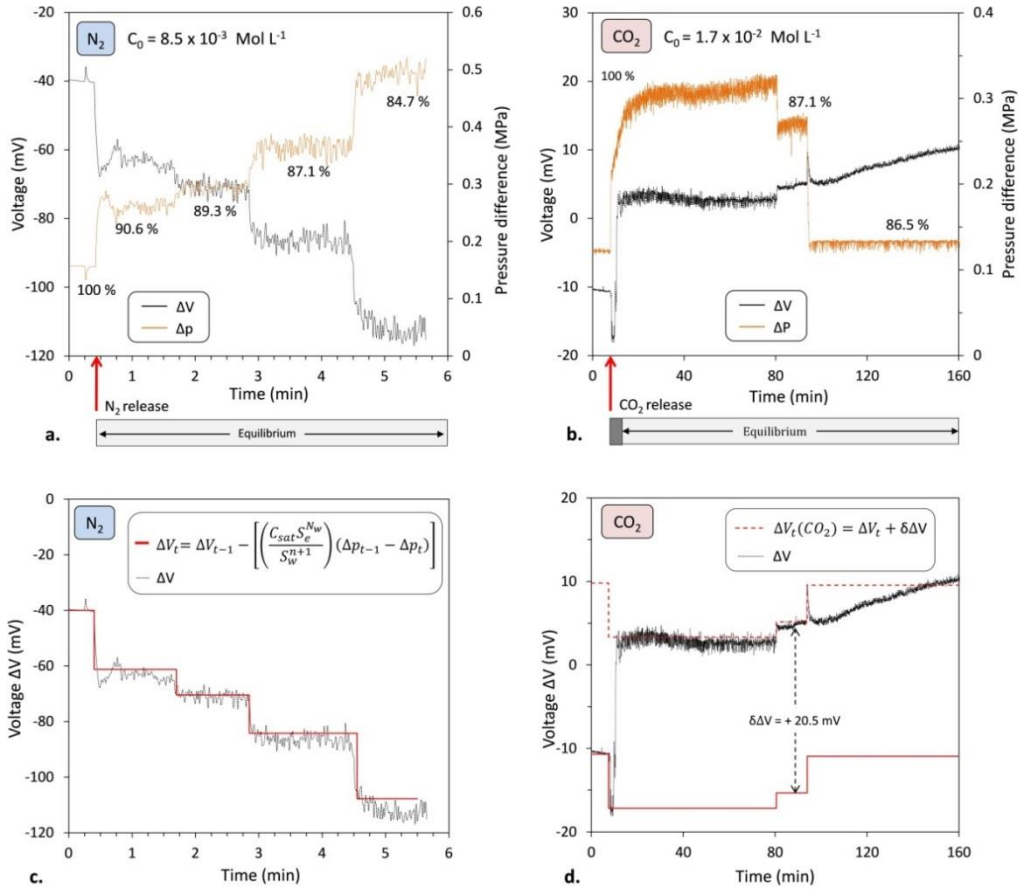 N2
C0 = 8.5 x 10-3 Mol L-1
-20
-40
-60
-80
-100
-120
Voltage (mV)
0.6
0.5
0.4
0.3
0.2
0.1
0
Pressure difference (MPa)
100 %
90.6 %
89.3 %
87.1 %
84.7 %
ΔV
Δp
0 1 2 3 4 5 6
Time (min)
N2 release
Equilibrium
a.
CO2
C0 = 1.7 x 10-2 Mol L-1
30
20
10
0
-10
-20
Voltage (mV)
0.4
0.3
0.2
0.1
0
Pressure difference (MPa)
100 %
87.1 %
86.5 %
ΔV
ΔP
0 40 80 120 160
Time (min)
CO2 release
Equilibrium
b.
N2
0
-20
-40
-60
-80
-100
-120
Voltage ΔV (mV)
ΔVt = ΔVt-1 − [(Csat Se^Nw / Sw^n+1) (Δpt-1 − Δpt)]
ΔV
0 1 2 3 4 5 6
Time (min)
c.
CO2
20
10
0
-10
-20
Voltage ΔV (mV)
ΔVt(CO2) = ΔVt + δΔV
ΔV
δΔV = + 20.5 mV
0 40 80 120 160
Time (min)
d.